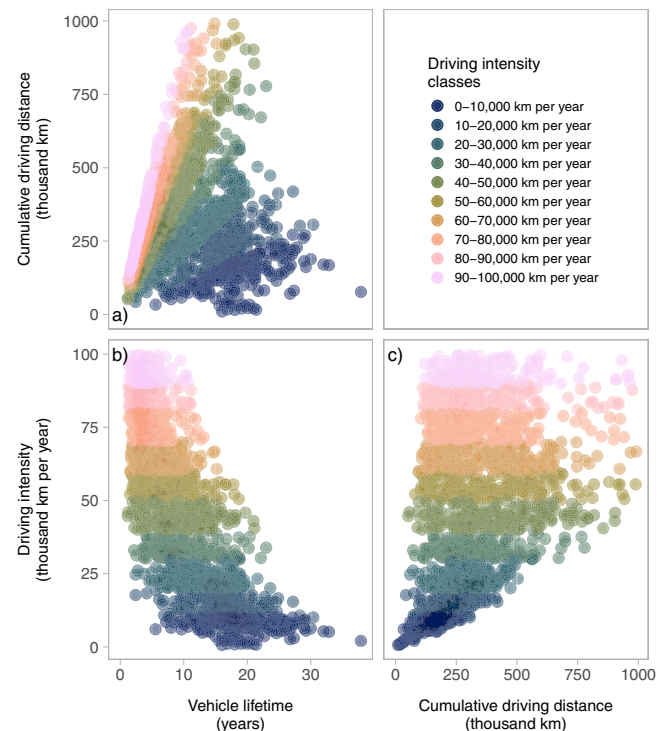 1000
750
500
250
0
Cumulative driving distance
(thousand km)
a)
Driving intensity
classes
0–10,000 km per year
10–20,000 km per year
20–30,000 km per year
30–40,000 km per year
40–50,000 km per year
50–60,000 km per year
60–70,000 km per year
70–80,000 km per year
80–90,000 km per year
90–100,000 km per year
b)
c)
100
75
50
25
0
Driving intensity
(thousand km per year)
0 10 20 30
0 250 500 750 1000
Vehicle lifetime
(years)
Cumulative driving distance
(thousand km)